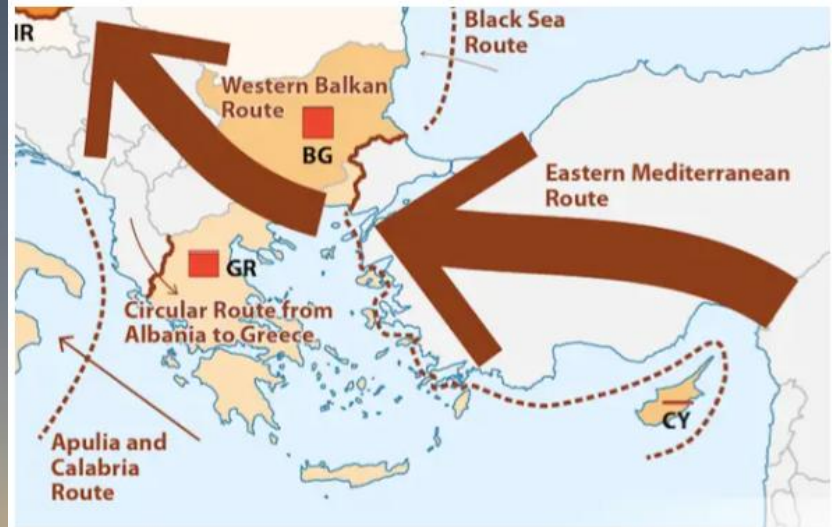 Black Sea
Route
IR
Western Balkan
Route
BG
Eastern Mediterranean
Route
GR
Circular Route from
Albania to Greece
CY
Apulia and
Calabria
Route